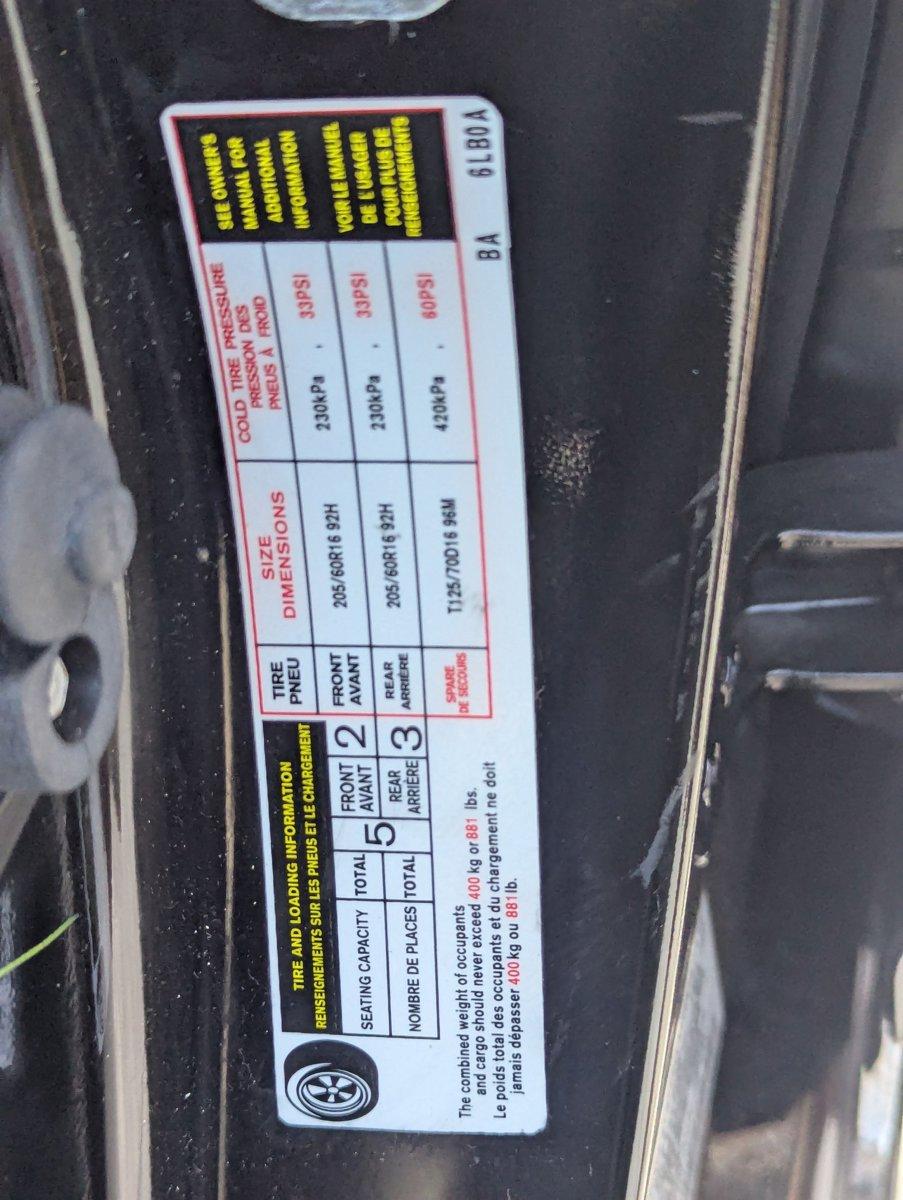 TIRE AND LOADING INFORMATION
RENSEIGNEMENTS SUR LES PNEUS ET LE CHARGEMENT
SEATING CAPACITY TOTAL 5 FRONT AVANT 2
NOMBRE DE PLACES TOTAL REAR ARRIÈRE 3
The combined weight of occupants
and cargo should never exceed 400 kg or 881 lbs.
Le poids total des occupants et du chargement ne doit
jamais dépasser 400 kg ou 881 lb.
TIRE
PNEU
SIZE
DIMENSIONS
COLD TIRE PRESSURE
PRESSION DES
PNEUS À FROID
FRONT
AVANT
205/60R16 92H
230kPa , 33PSI
REAR
ARRIÈRE
205/60R16 92H
230kPa , 33PSI
SPARE
DE SECOURS
T125/70D16 96M
420kPa , 60PSI
SEE OWNER'S
MANUAL FOR
ADDITIONAL
INFORMATION
VOIR LE MANUEL
DE L'USAGER
POUR PLUS DE
RENSEIGNEMENTS
BA 6LB0A